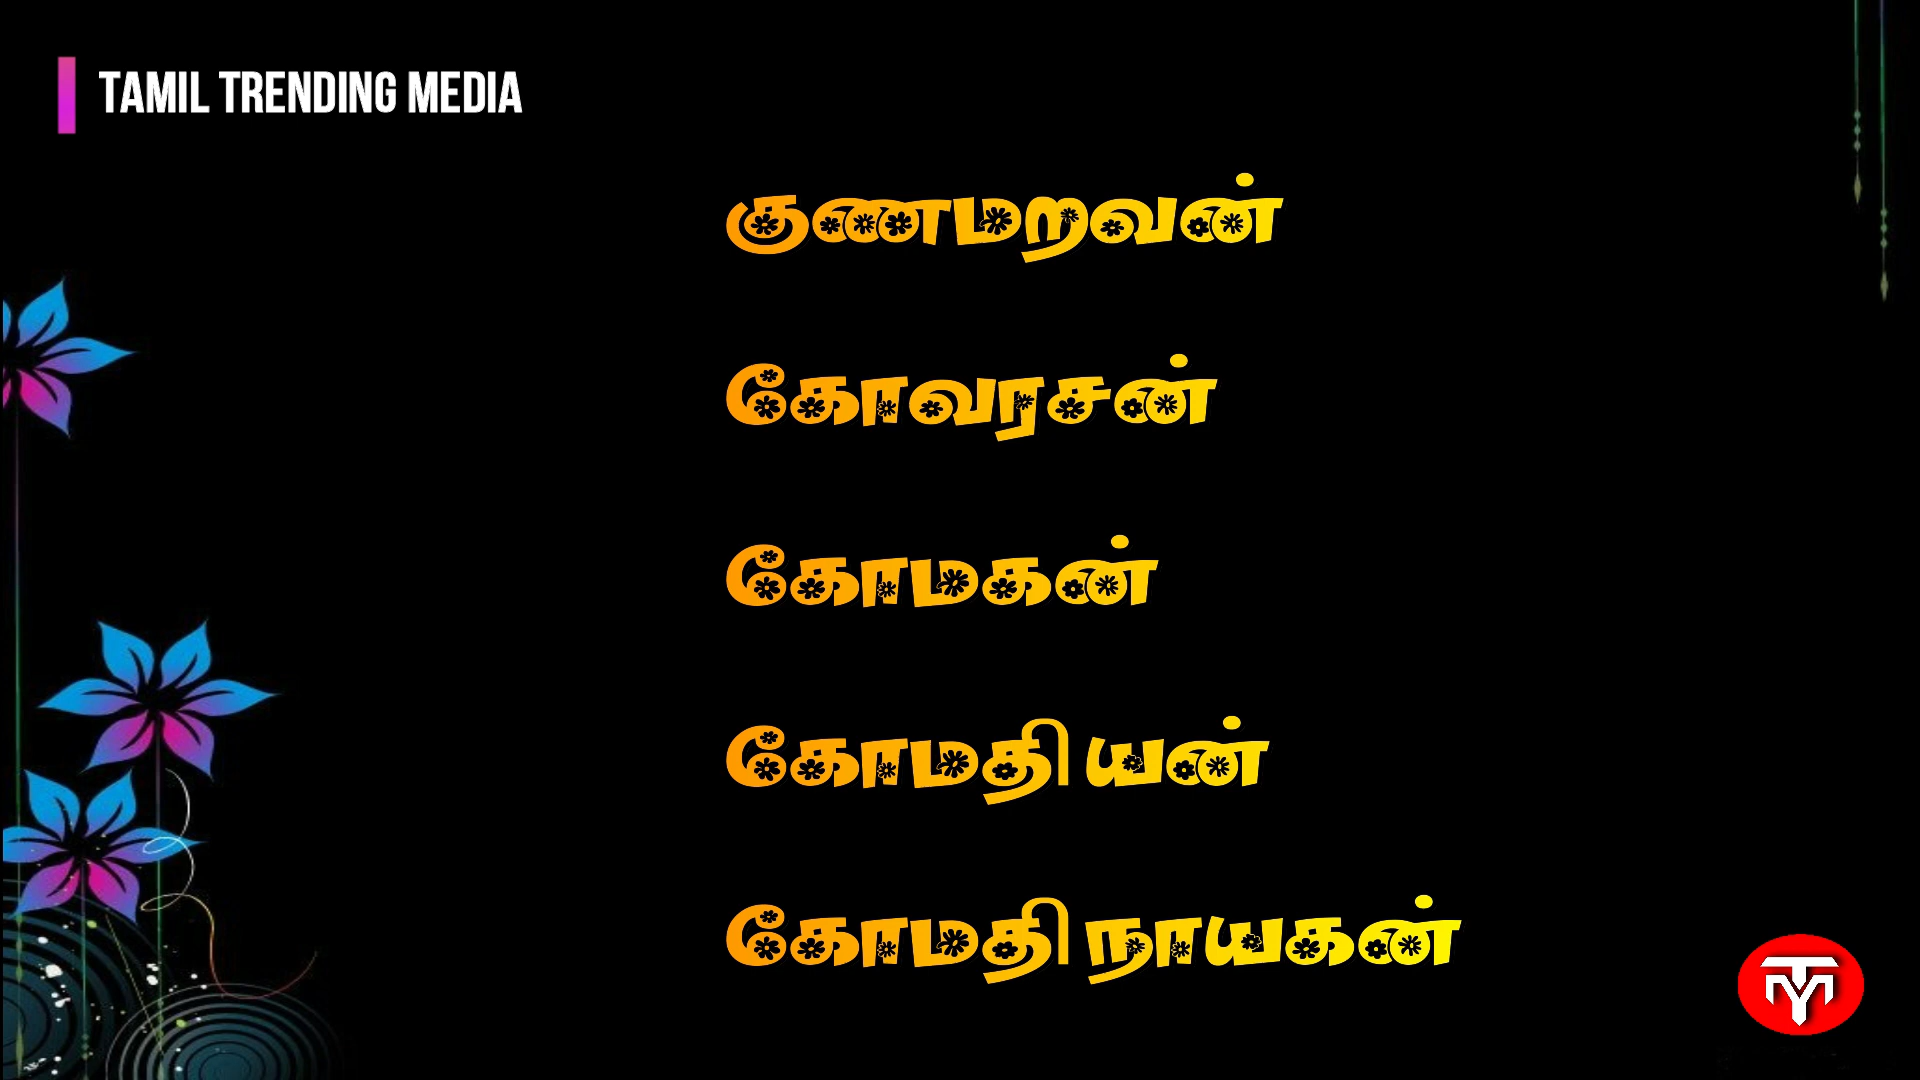 TAMIL TRENDING MEDIA
குணமறவன்
கோவரசன்
கோமகன்
கோமதி யன்
கோமதி நாயகன்